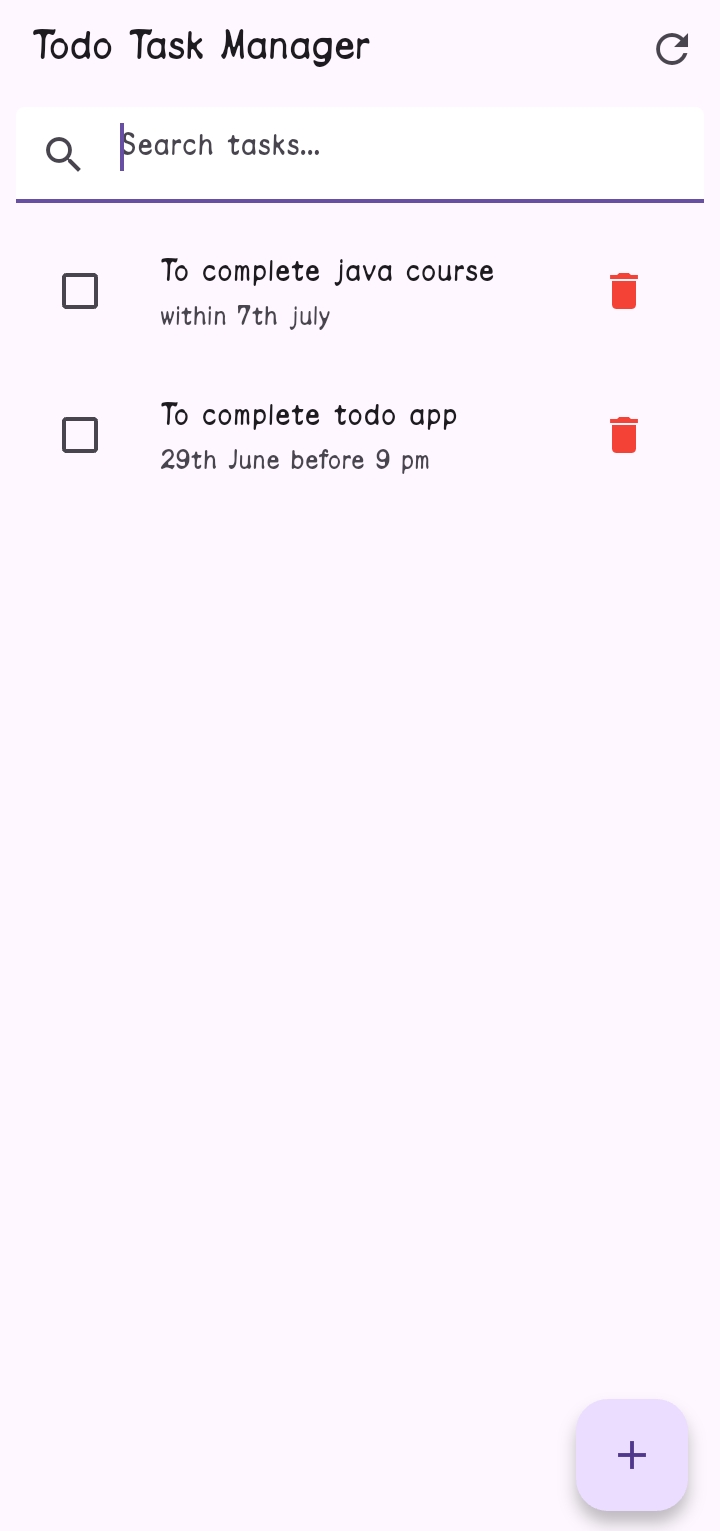 Todo Task Manager
Search tasks...
To complete java course
within 7th july
To complete todo app
29th June before 9 pm